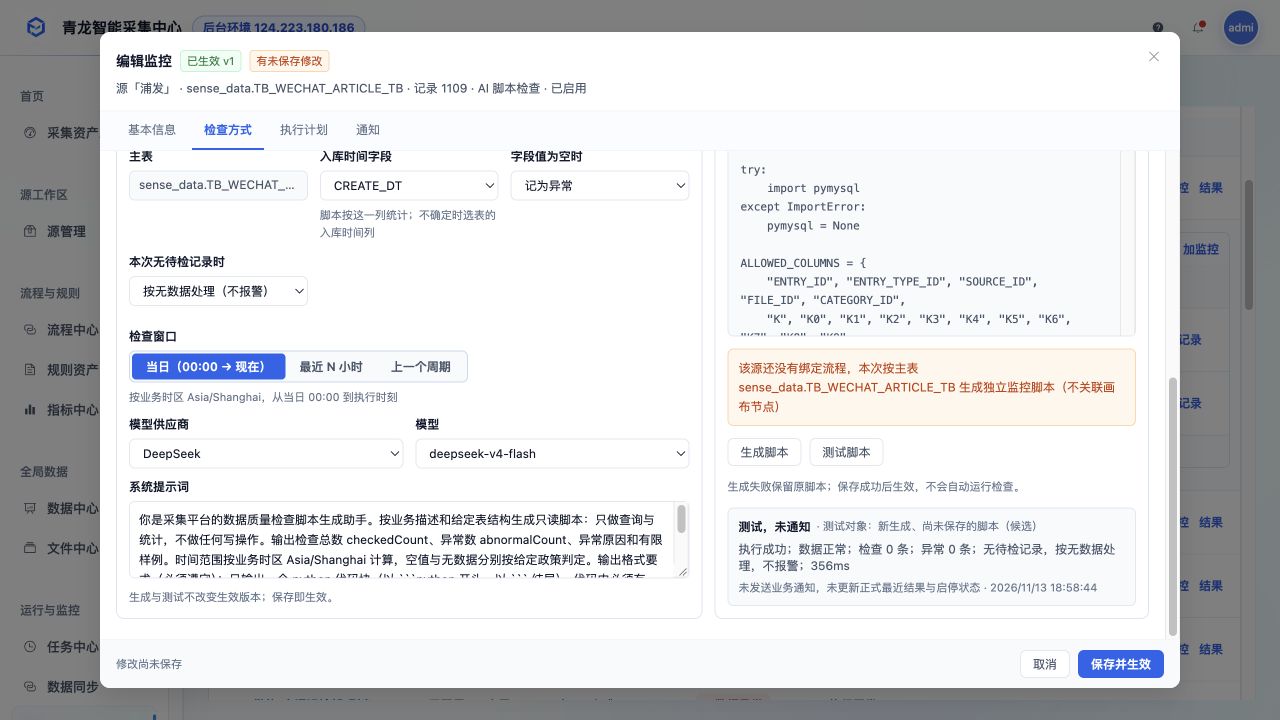 青龙智能采集中心
后台环境 124.223.180.186
admi
首页
采集资产
源工作区
源管理
流程与规则
流程中心
规则资产
指标中心
全局数据
数据中心
文件中心
运行与监控
任务中心
数据同步
编辑监控
已生效 v1
有未保存修改
源「浦发」 · sense_data.TB_WECHAT_ARTICLE_TB · 记录 1109 · AI 脚本检查 · 已启用
基本信息
检查方式
执行计划
通知
主表
入库时间字段
字段值为空时
sense_data.TB_WECHAT_...
CREATE_DT
记为异常
脚本按这一列统计；不确定时选表的
入库时间列
本次无待检记录时
按无数据处理（不报警）
检查窗口
当日（00:00 → 现在）
最近 N 小时
上一个周期
按业务时区 Asia/Shanghai，从当日 00:00 到执行时刻
模型供应商
模型
DeepSeek
deepseek-v4-flash
系统提示词
你是采集平台的数据质量检查脚本生成助手。按业务描述和给定表结构生成只读脚本：只做查询与
统计，不做任何写操作。输出检查总数 checkedCount、异常数 abnormalCount、异常原因和有限
样例。时间范围按业务时区 Asia/Shanghai 计算，空值与无数据分别按给定政策判定。输出格式要
生成与测试不改变生效版本；保存即生效。
try:
import pymysql
except ImportError:
pymysql = None
ALLOWED_COLUMNS = {
"ENTRY_ID", "ENTRY_TYPE_ID", "SOURCE_ID",
"FILE_ID", "CATEGORY_ID",
"K", "K0", "K1", "K2", "K3", "K4", "K5", "K6",
该源还没有绑定流程，本次按主表
sense_data.TB_WECHAT_ARTICLE_TB 生成独立监控脚本（不关联画
布节点）
生成脚本
测试脚本
生成失败保留原脚本；保存成功后生效，不会自动运行检查。
测试，未通知 · 测试对象：新生成、尚未保存的脚本（候选）
执行成功；数据正常；检查 0 条；异常 0 条；无待检记录，按无数据处
理，不报警；356ms
未发送业务通知，未更新正式最近结果与启停状态 · 2026/11/13 18:58:44
修改尚未保存
取消
保存并生效
控 结果
加监控
记录
记录
控 结果
控 结果
控 结果